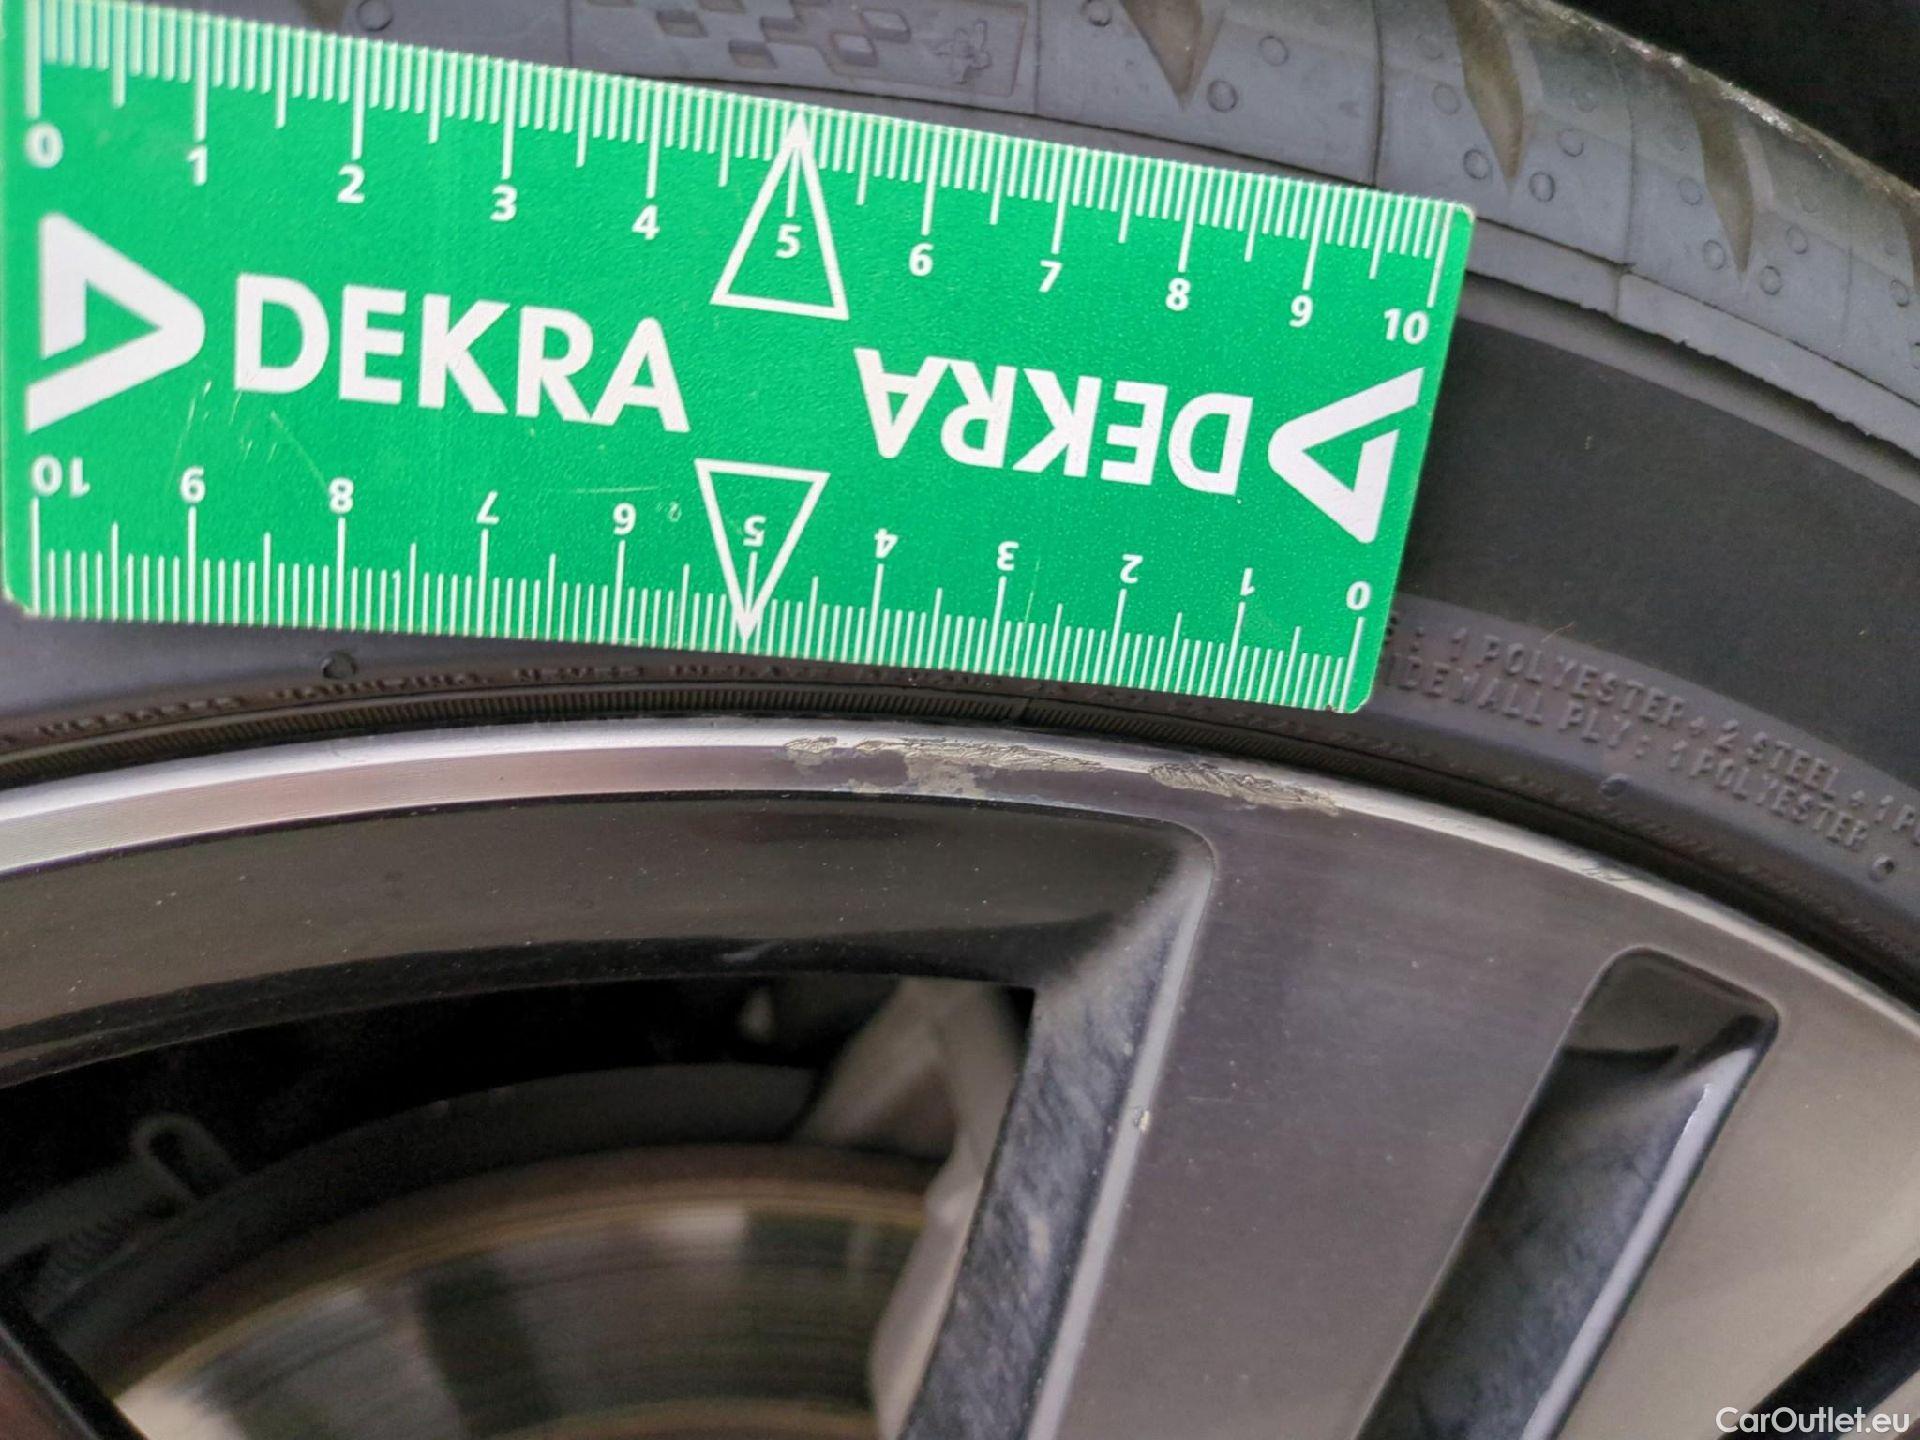 0 1 2 3 4 5 6 7 8 9 10
DEKRA DEKRA
10 9 8 7 6 5 4 3 2 1 0
: 1 POLYESTER + 2 STEEL + 1
SIDEWALL PLY : 1 POLYESTER
CarOutlet.eu